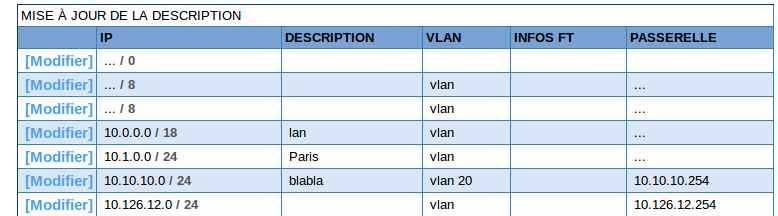 MISE À JOUR DE LA DESCRIPTION
IP DESCRIPTION VLAN INFOS FT PASSERELLE
[Modifier] ... / 0
[Modifier] ... / 8 vlan ...
[Modifier] ... / 8 vlan ...
[Modifier] 10.0.0.0 / 18 lan vlan ...
[Modifier] 10.1.0.0 / 24 Paris vlan ...
[Modifier] 10.10.10.0 / 24 blabla vlan 20 10.10.10.254
[Modifier] 10.126.12.0 / 24 vlan 10.126.12.254